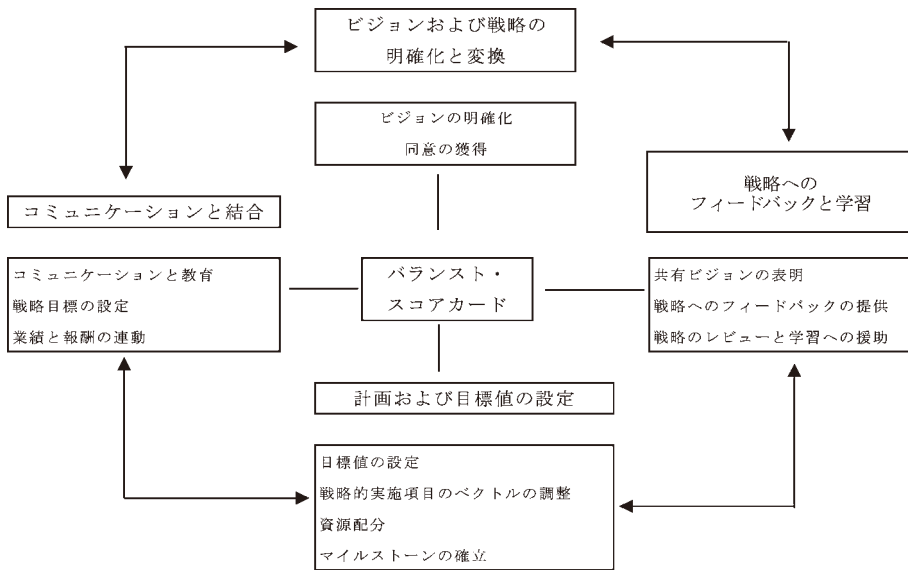 ビジョンおよび戦略の
明確化と変換
ビジョンの明確化
同意の獲得
コミュニケーションと結合
戦略への
フィードバックと学習
コミュニケーションと教育
戦略目標の設定
業績と報酬の連動
バランスト・
スコアカード
共有ビジョンの表明
戦略へのフィードバックの提供
戦略のレビューと学習への援助
計画および目標値の設定
目標値の設定
戦略的実施項目のベクトルの調整
資源配分
マイルストーンの確立